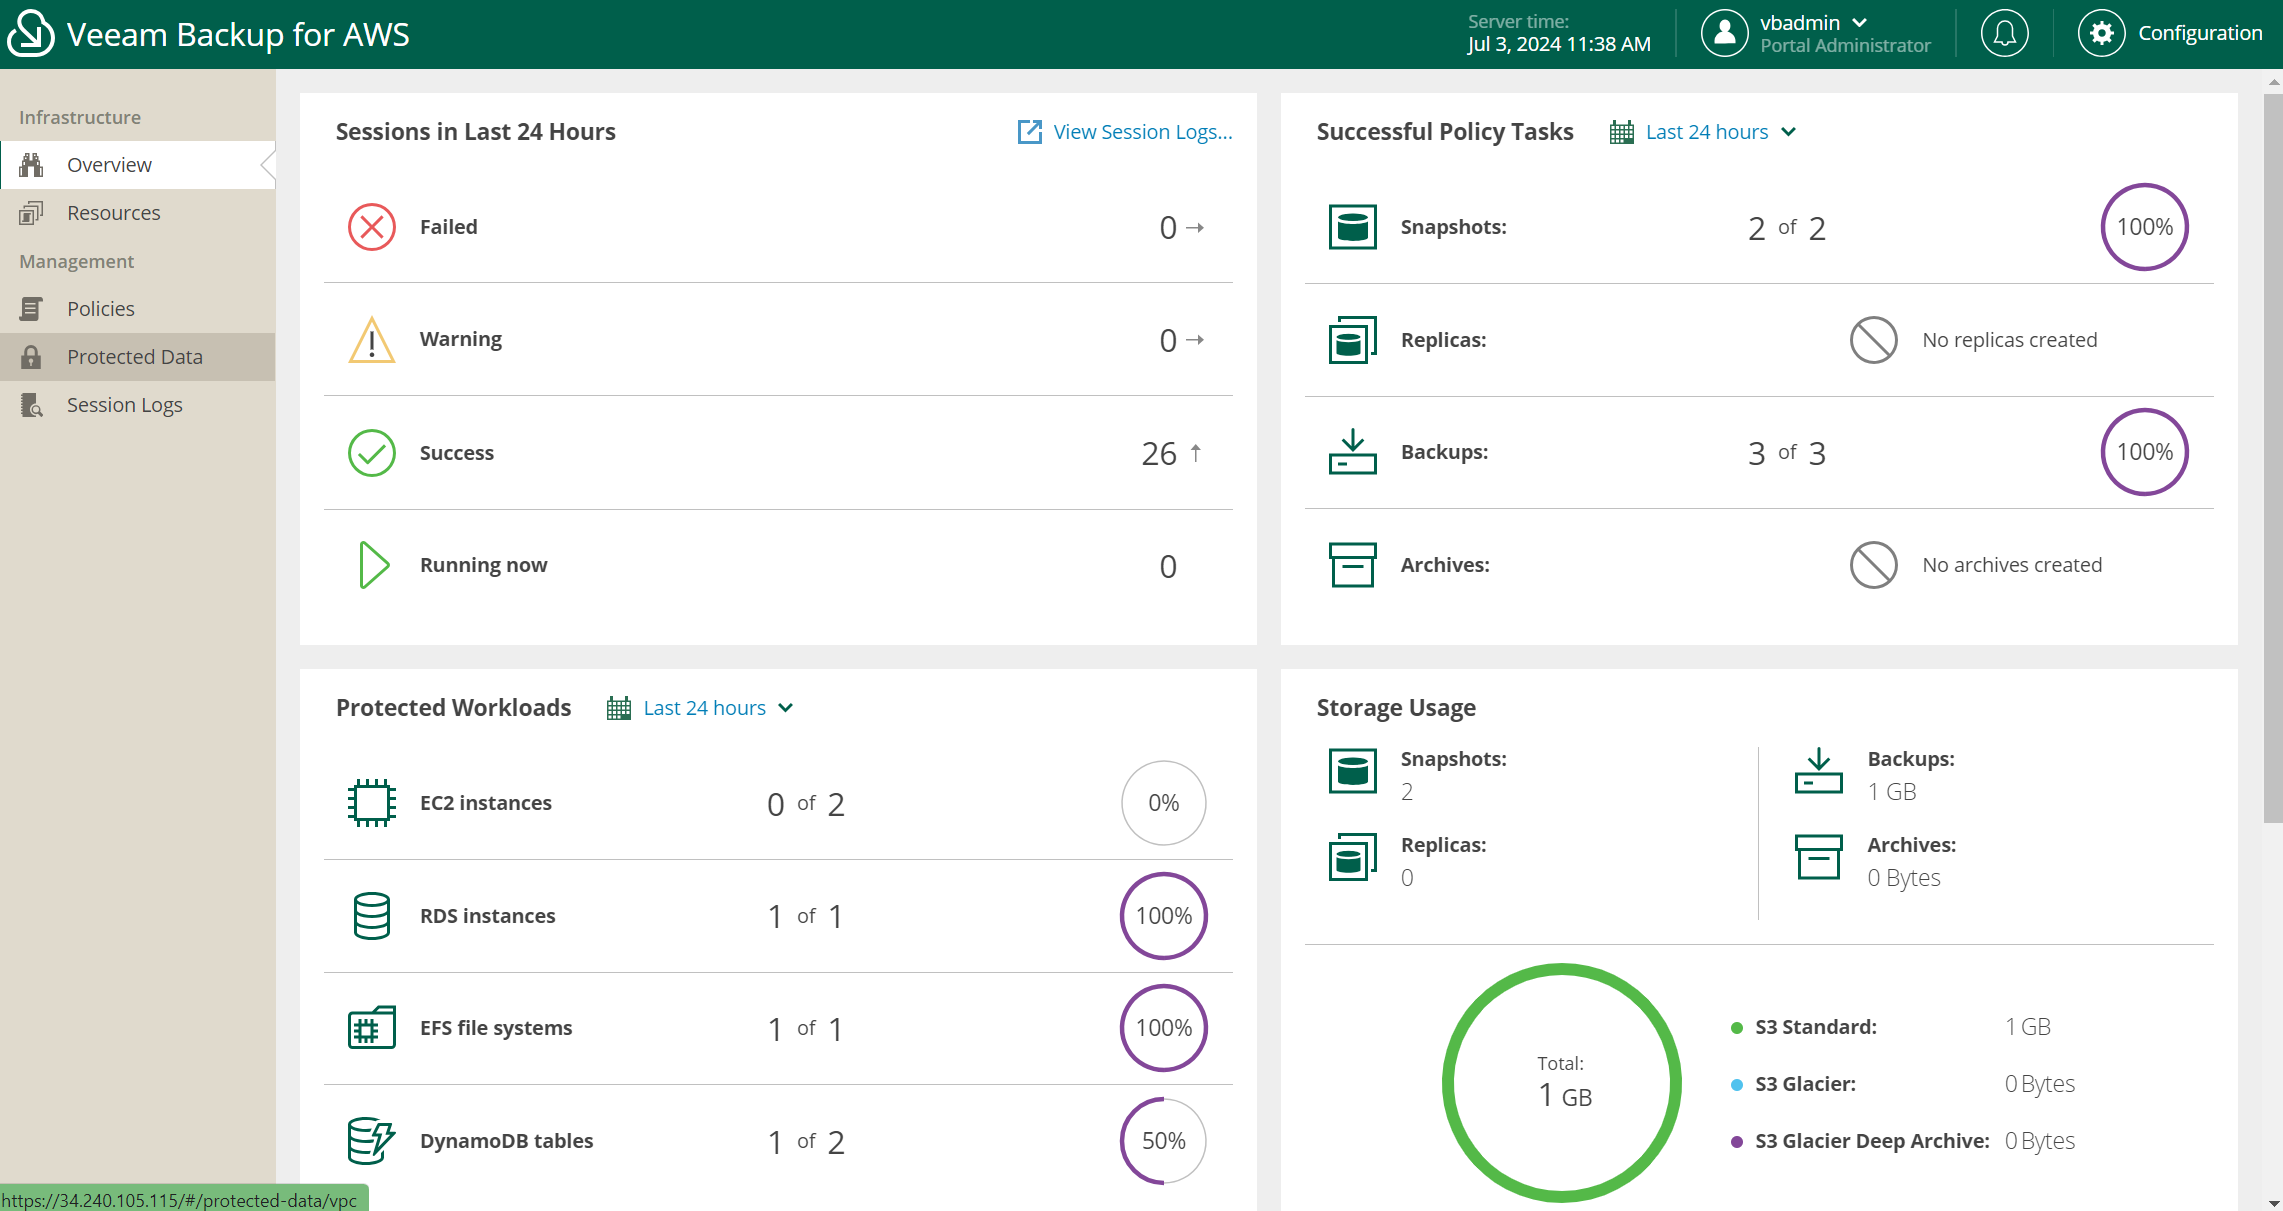 Veeam Backup for AWS
Server time:
Jul 3, 2024 11:38 AM
vbadmin
Portal Administrator
Configuration
Infrastructure
Overview
Resources
Management
Policies
Protected Data
Session Logs
Sessions in Last 24 Hours
View Session Logs...
Failed
0
Warning
0
Success
26
Running now
0
Successful Policy Tasks
Last 24 hours
Snapshots:
2 of 2
100%
Replicas:
No replicas created
Backups:
3 of 3
100%
Archives:
No archives created
Protected Workloads
Last 24 hours
EC2 instances
0 of 2
0%
RDS instances
1 of 1
100%
EFS file systems
1 of 1
100%
DynamoDB tables
1 of 2
50%
Storage Usage
Snapshots:
2
Backups:
1 GB
Replicas:
0
Archives:
0 Bytes
Total:
1 GB
S3 Standard: 1 GB
S3 Glacier: 0 Bytes
S3 Glacier Deep Archive: 0 Bytes
https://34.240.105.115/#/protected-data/vpc